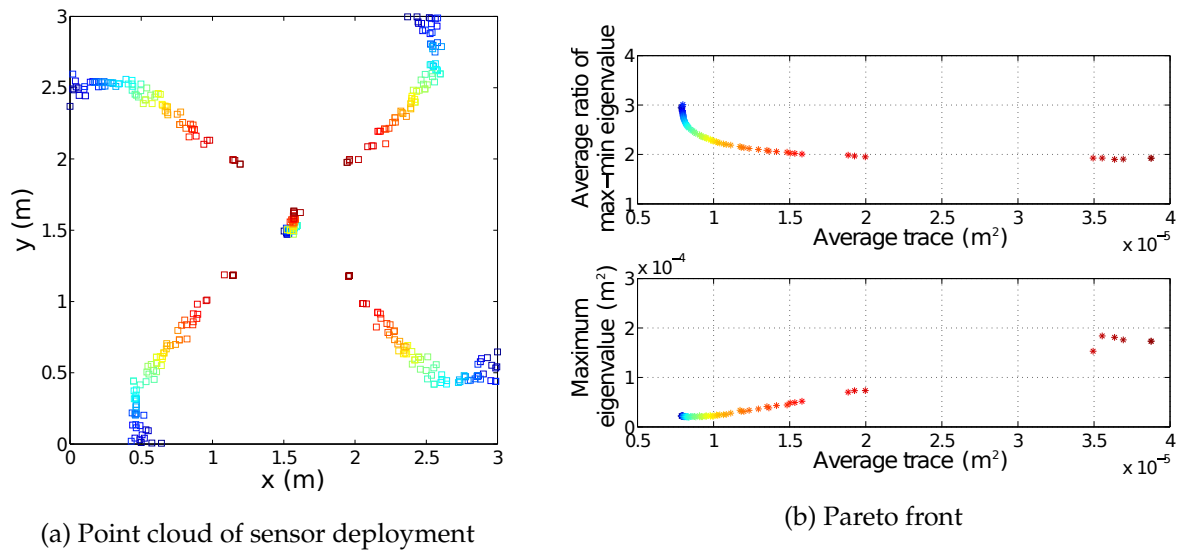 3
2.5
2
1.5
1
0.5
0
y (m)
0 0.5 1 1.5 2 2.5 3
x (m)
(a) Point cloud of sensor deployment
4
3
2
1
Average ratio of
max−min eigenvalue
0.5 1 1.5 2 2.5 3 3.5 4
Average trace (m²)
x 10⁻⁵
x 10⁻⁴
3
2
1
0
Maximum
eigenvalue (m²)
0.5 1 1.5 2 2.5 3 3.5 4
Average trace (m²)
x 10⁻⁵
(b) Pareto front